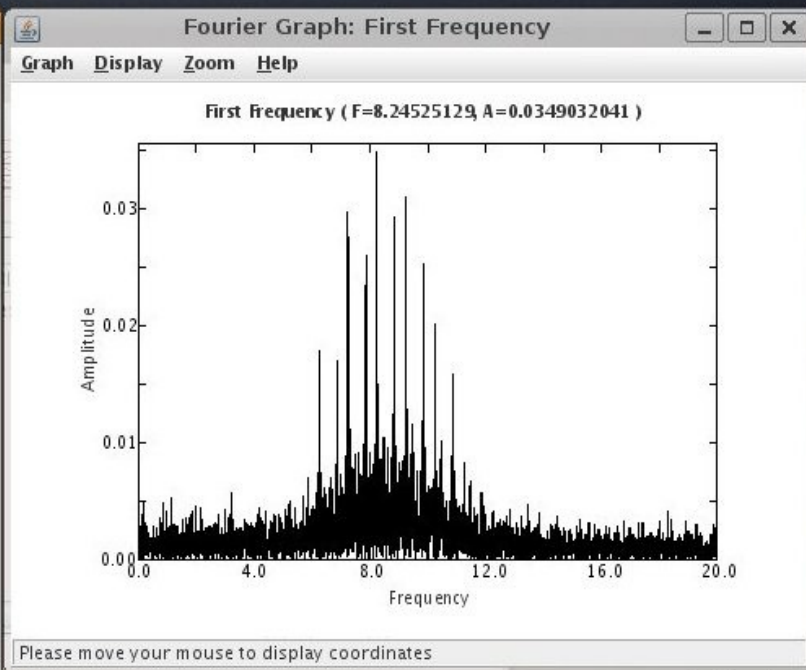 Fourier Graph: First Frequency
Graph Display Zoom Help
First Frequency ( F=8.24525129, A=0.0349032041 )
0.03
0.02
0.01
0.00
Amplitude
0.0 4.0 8.0 12.0 16.0 20.0
Frequency
Please move your mouse to display coordinates